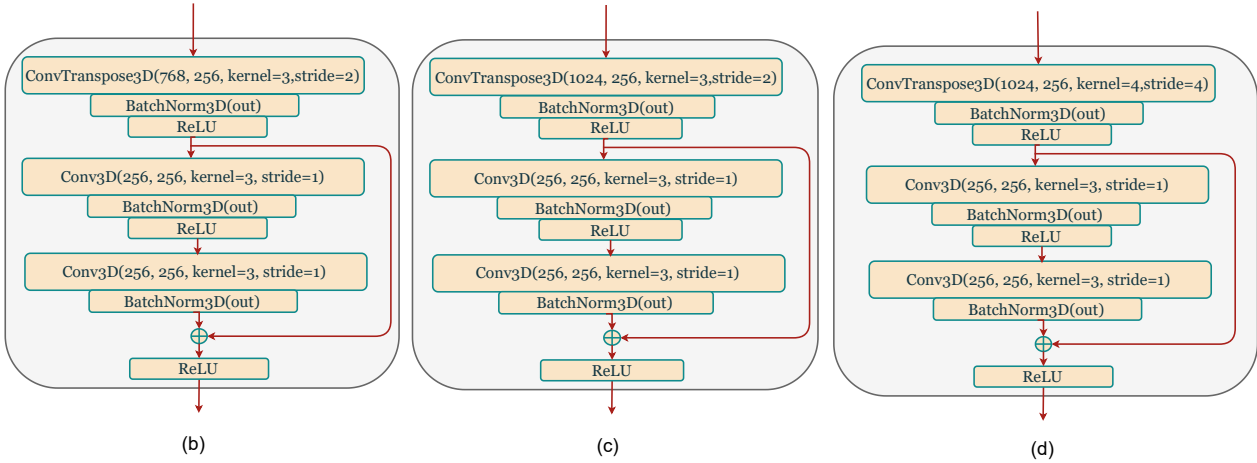 ConvTranspose3D(768, 256, kernel=3,stride=2)
BatchNorm3D(out)
ReLU
Conv3D(256, 256, kernel=3, stride=1)
BatchNorm3D(out)
ReLU
Conv3D(256, 256, kernel=3, stride=1)
BatchNorm3D(out)
ReLU
(b)
ConvTranspose3D(1024, 256, kernel=3,stride=2)
BatchNorm3D(out)
ReLU
Conv3D(256, 256, kernel=3, stride=1)
BatchNorm3D(out)
ReLU
Conv3D(256, 256, kernel=3, stride=1)
BatchNorm3D(out)
ReLU
(c)
ConvTranspose3D(1024, 256, kernel=4,stride=4)
BatchNorm3D(out)
ReLU
Conv3D(256, 256, kernel=3, stride=1)
BatchNorm3D(out)
ReLU
Conv3D(256, 256, kernel=3, stride=1)
BatchNorm3D(out)
ReLU
(d)